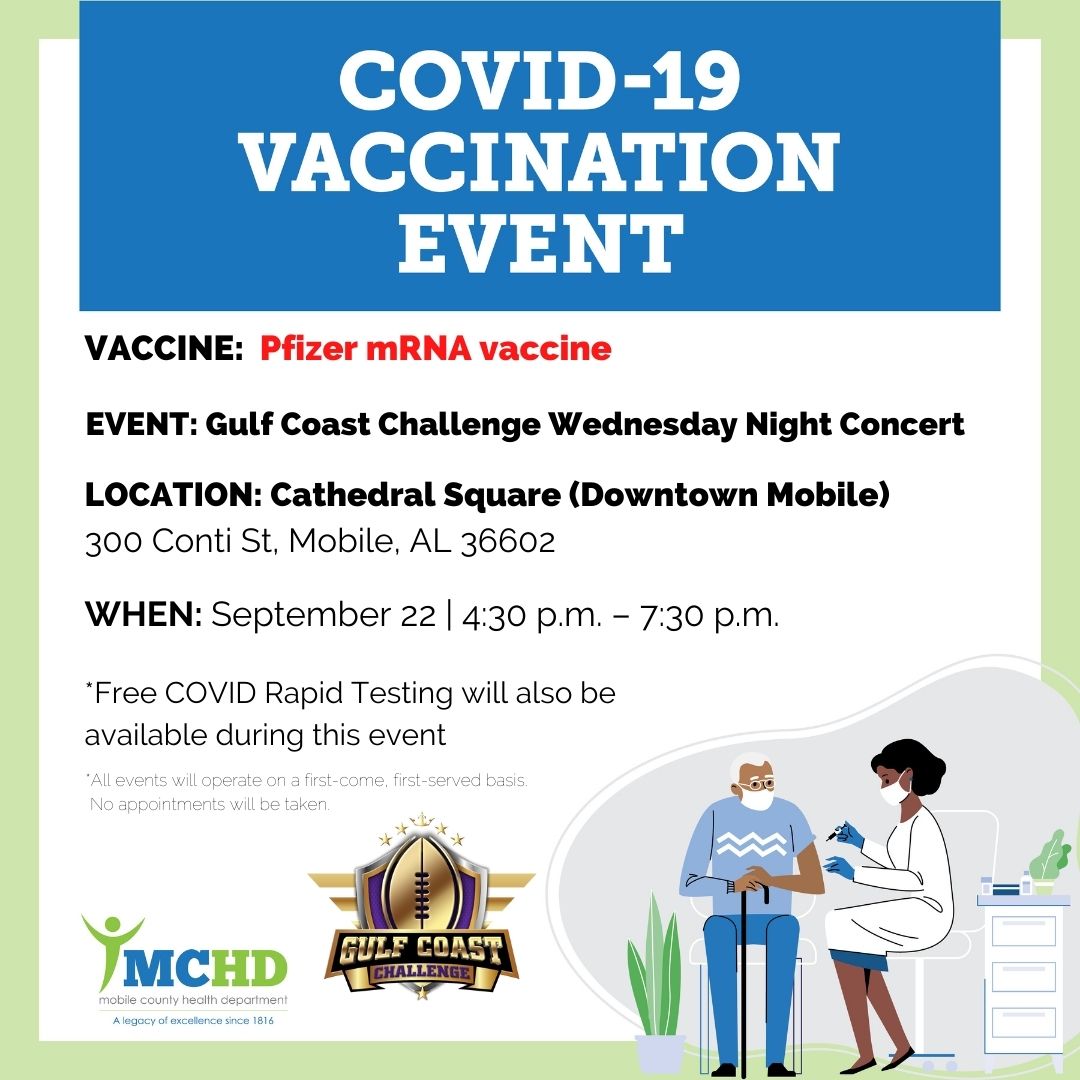 COVID-19
VACCINATION
EVENT
VACCINE: Pfizer mRNA vaccine
EVENT: Gulf Coast Challenge Wednesday Night Concert
LOCATION: Cathedral Square (Downtown Mobile)
300 Conti St, Mobile, AL 36602
WHEN: September 22 | 4:30 p.m. – 7:30 p.m.
*Free COVID Rapid Testing will also be
available during this event
*All events will operate on a first-come, first-served basis.
No appointments will be taken.
GULF COAST
CHALLENGE
MCHD
mobile county health department
A legacy of excellence since 1816